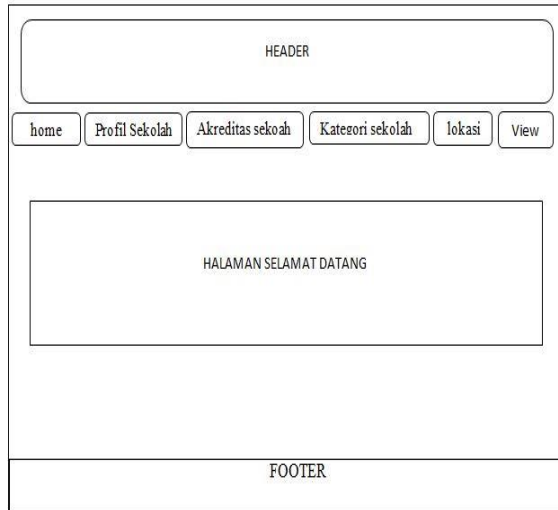 HEADER
home Profil Sekolah Akreditas sekoah Kategori sekolah lokasi View
HALAMAN SELAMAT DATANG
FOOTER